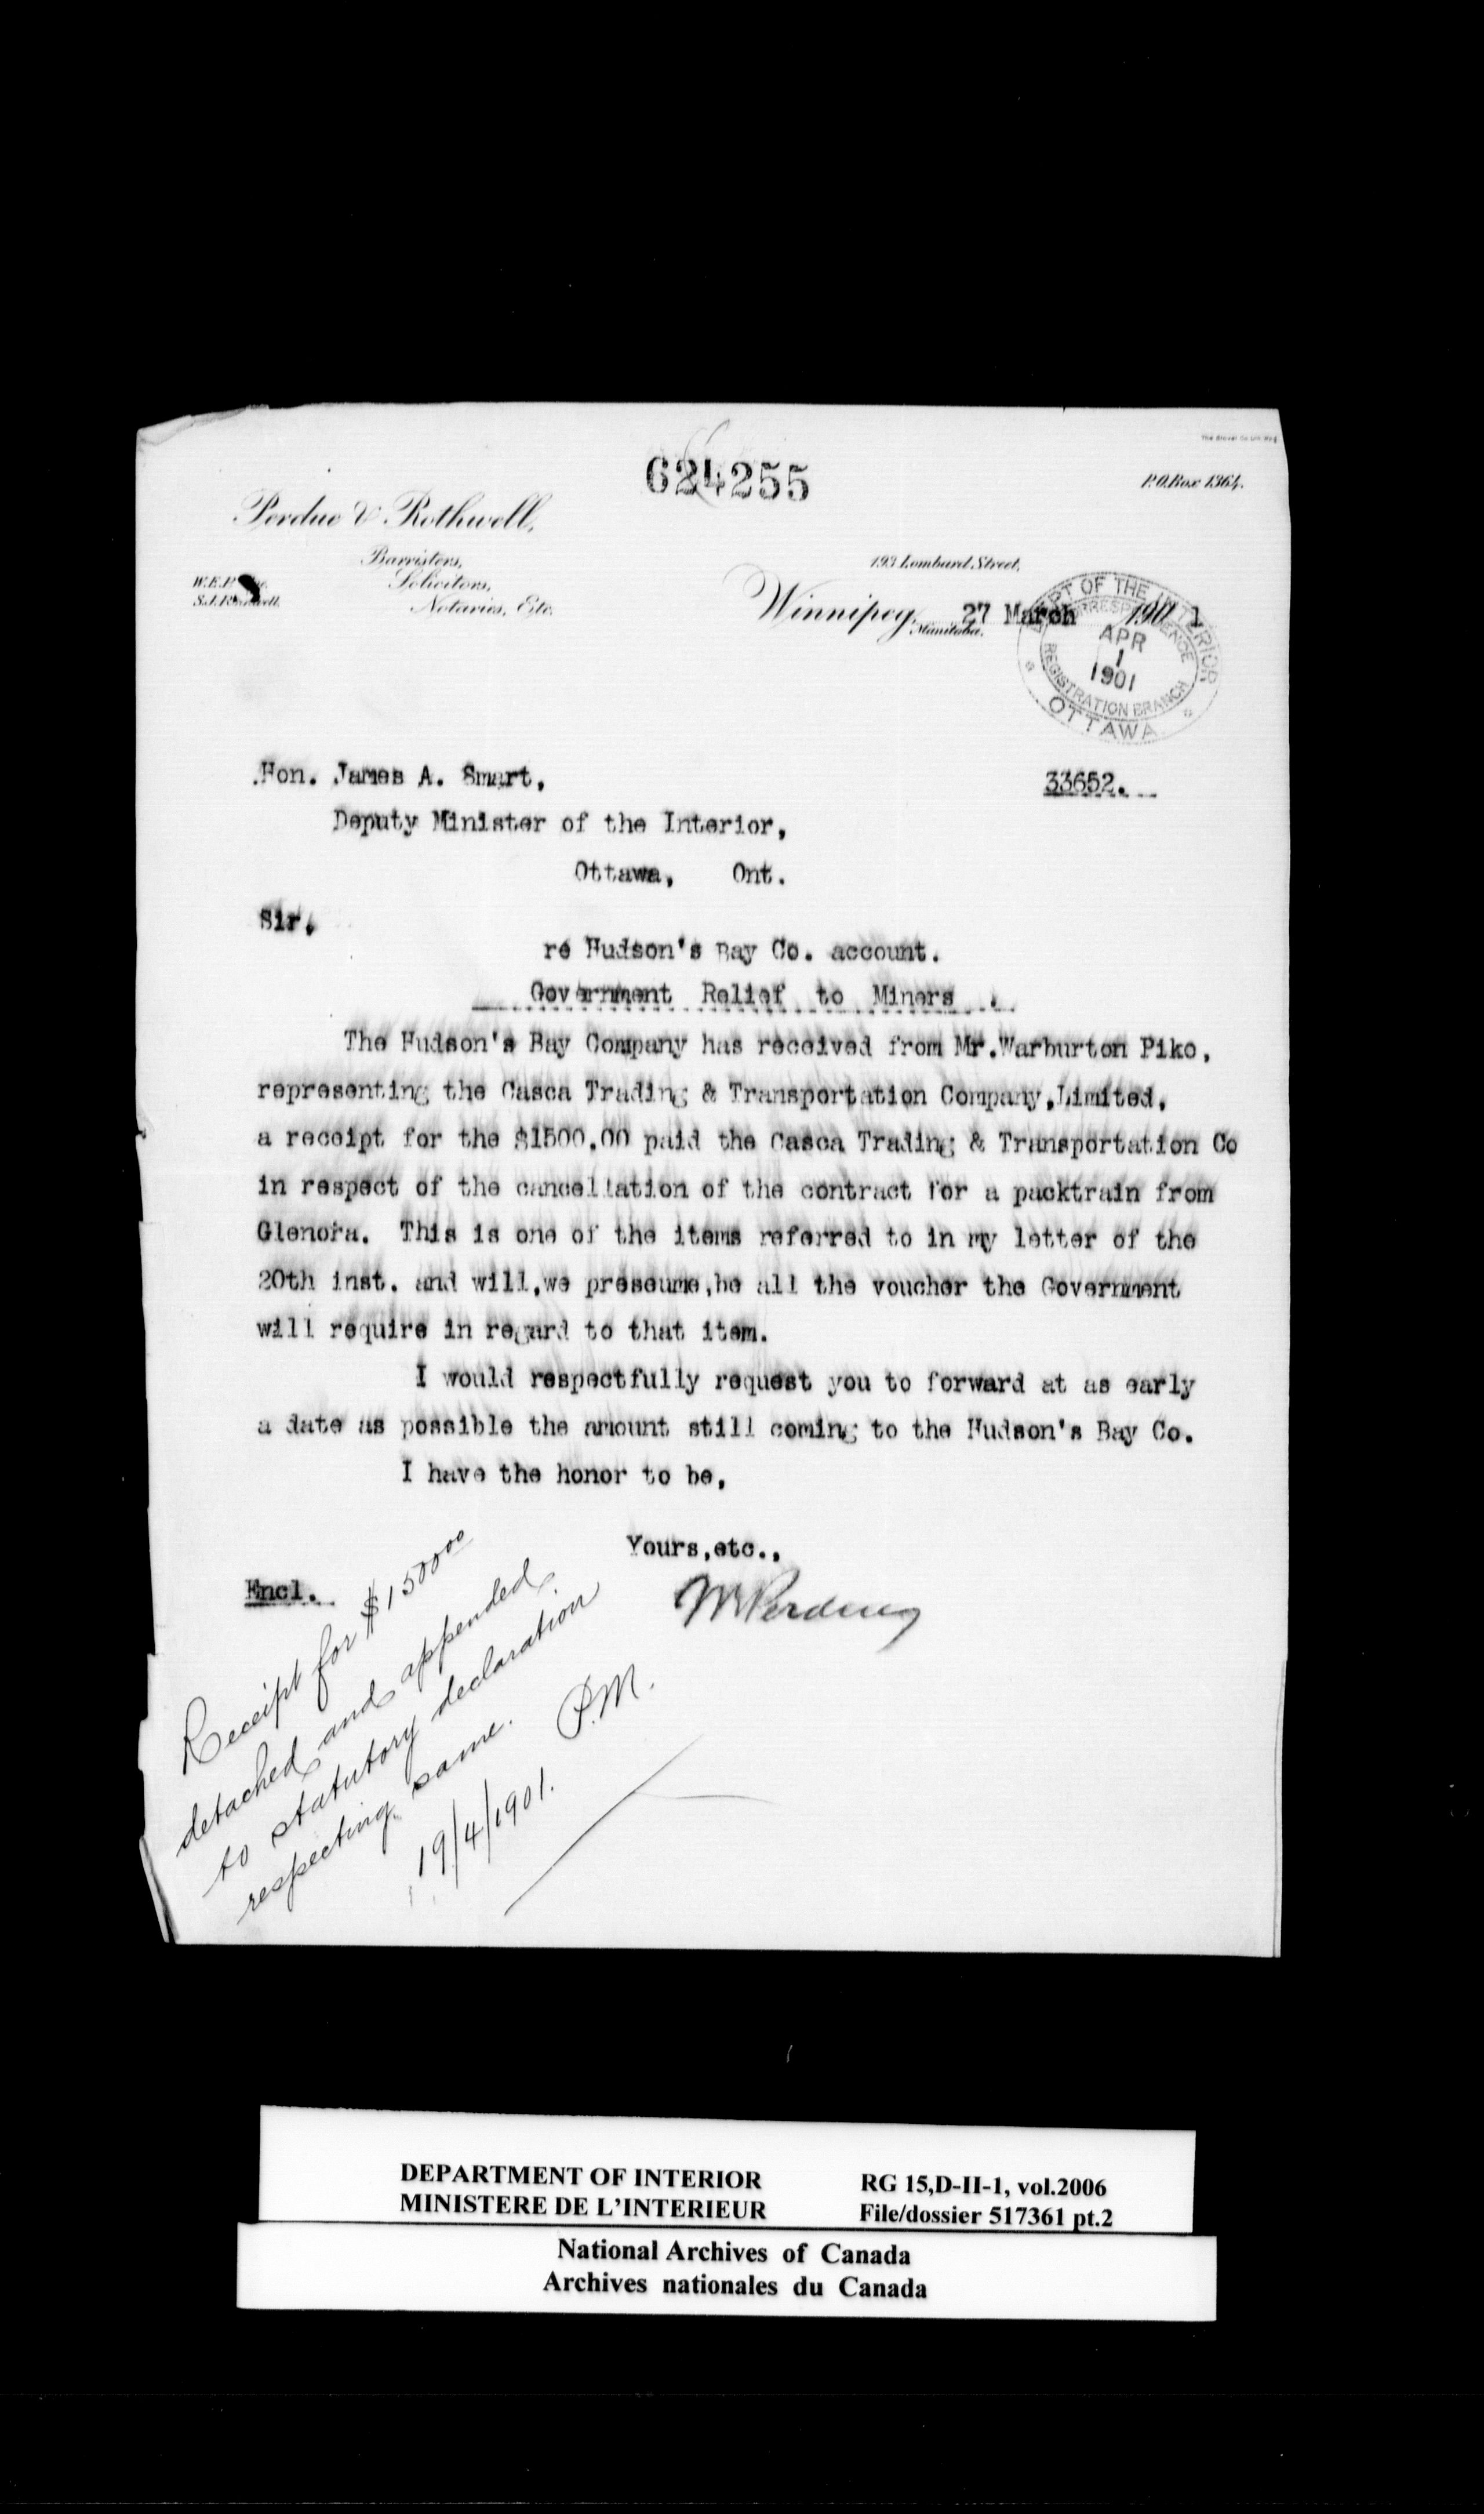 The Stovel Co Lith Wpg
624255
P.O.Box 1364.
Perdue & Rothwell,
Barristers,
Solicitors,
Notaries, Etc.
W.E.P
S.J.Rothwell.
193 Lombard Street,
Winnipeg, 27 March 1901
Manitoba.
DEPT OF THE INTERIOR
CORRESPONDENCE
APR
1
1901
REGISTRATION BRANCH
OTTAWA
Hon. James A. Smart,
33652.
Deputy Minister of the Interior,
Ottawa, Ont.
Sir,
re Hudson's Bay Co. account.
Government Relief to Miners .
The Hudson's Bay Company has received from Mr.Warburton Pike,
representing the Casca Trading & Transportation Company,Limited,
a receipt for the $1500.00 paid the Casca Trading & Transportation Co
in respect of the cancellation of the contract for a packtrain from
Glenora. This is one of the items referred to in my letter of the
20th inst. and will,we preseume,be all the voucher the Government
will require in regard to that item.
I would respectfully request you to forward at as early
a date as possible the amount still coming to the Hudson's Bay Co.
I have the honor to be,
Yours,etc.,
Encl.
W Perdue
Receipt for $1500.00
detached and appended
to statutory declaration
respecting same. P.M.
19/4/1901.
DEPARTMENT OF INTERIOR
MINISTERE DE L'INTERIEUR
RG 15,D-II-1, vol.2006
File/dossier 517361 pt.2
National Archives of Canada
Archives nationales du Canada